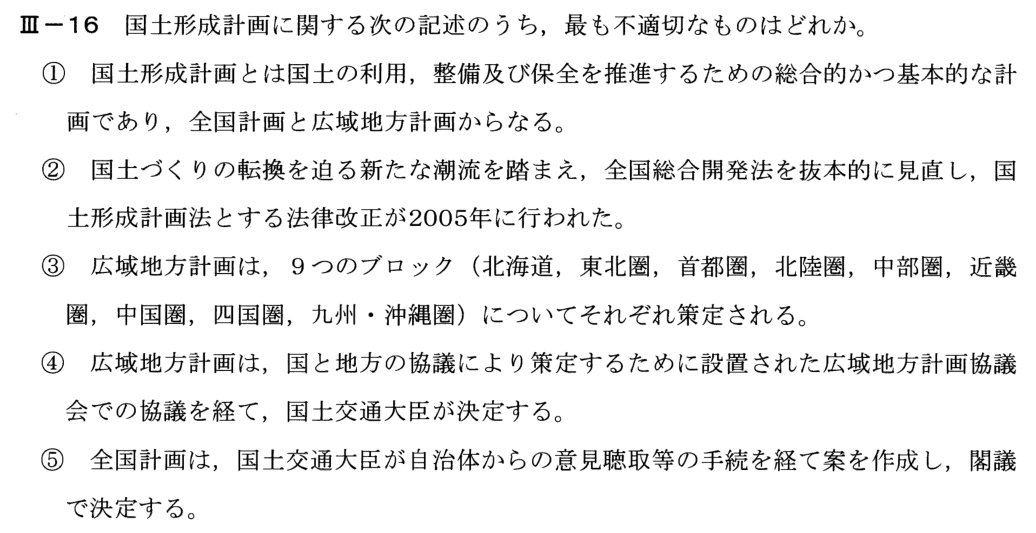 Ⅲ－16　国土形成計画に関する次の記述のうち，最も不適切なものはどれか。
①　国土形成計画とは国土の利用，整備及び保全を推進するための総合的かつ基本的な計
画であり，全国計画と広域地方計画からなる。
②　国土づくりの転換を迫る新たな潮流を踏まえ，全国総合開発法を抜本的に見直し，国
土形成計画法とする法律改正が2005年に行われた。
③　広域地方計画は，９つのブロック（北海道，東北圏，首都圏，北陸圏，中部圏，近畿
圏，中国圏，四国圏，九州・沖縄圏）についてそれぞれ策定される。
④　広域地方計画は，国と地方の協議により策定するために設置された広域地方計画協議
会での協議を経て，国土交通大臣が決定する。
⑤　全国計画は，国土交通大臣が自治体からの意見聴取等の手続を経て案を作成し，閣議
で決定する。